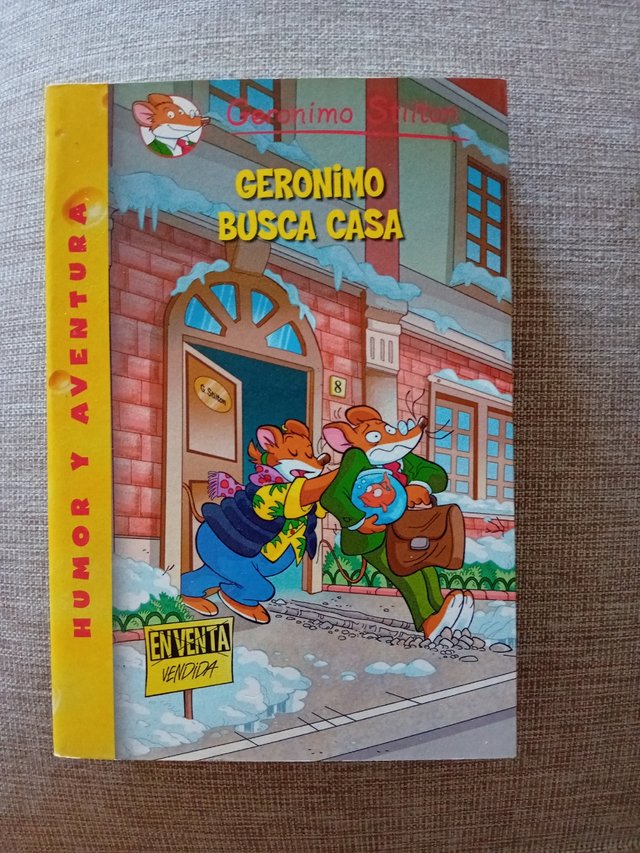 Geronimo Stilton
GERONIMO
BUSCA CASA
HUMOR Y AVENTURA
G. Stilton
8
EN VENTA
VENDIDA